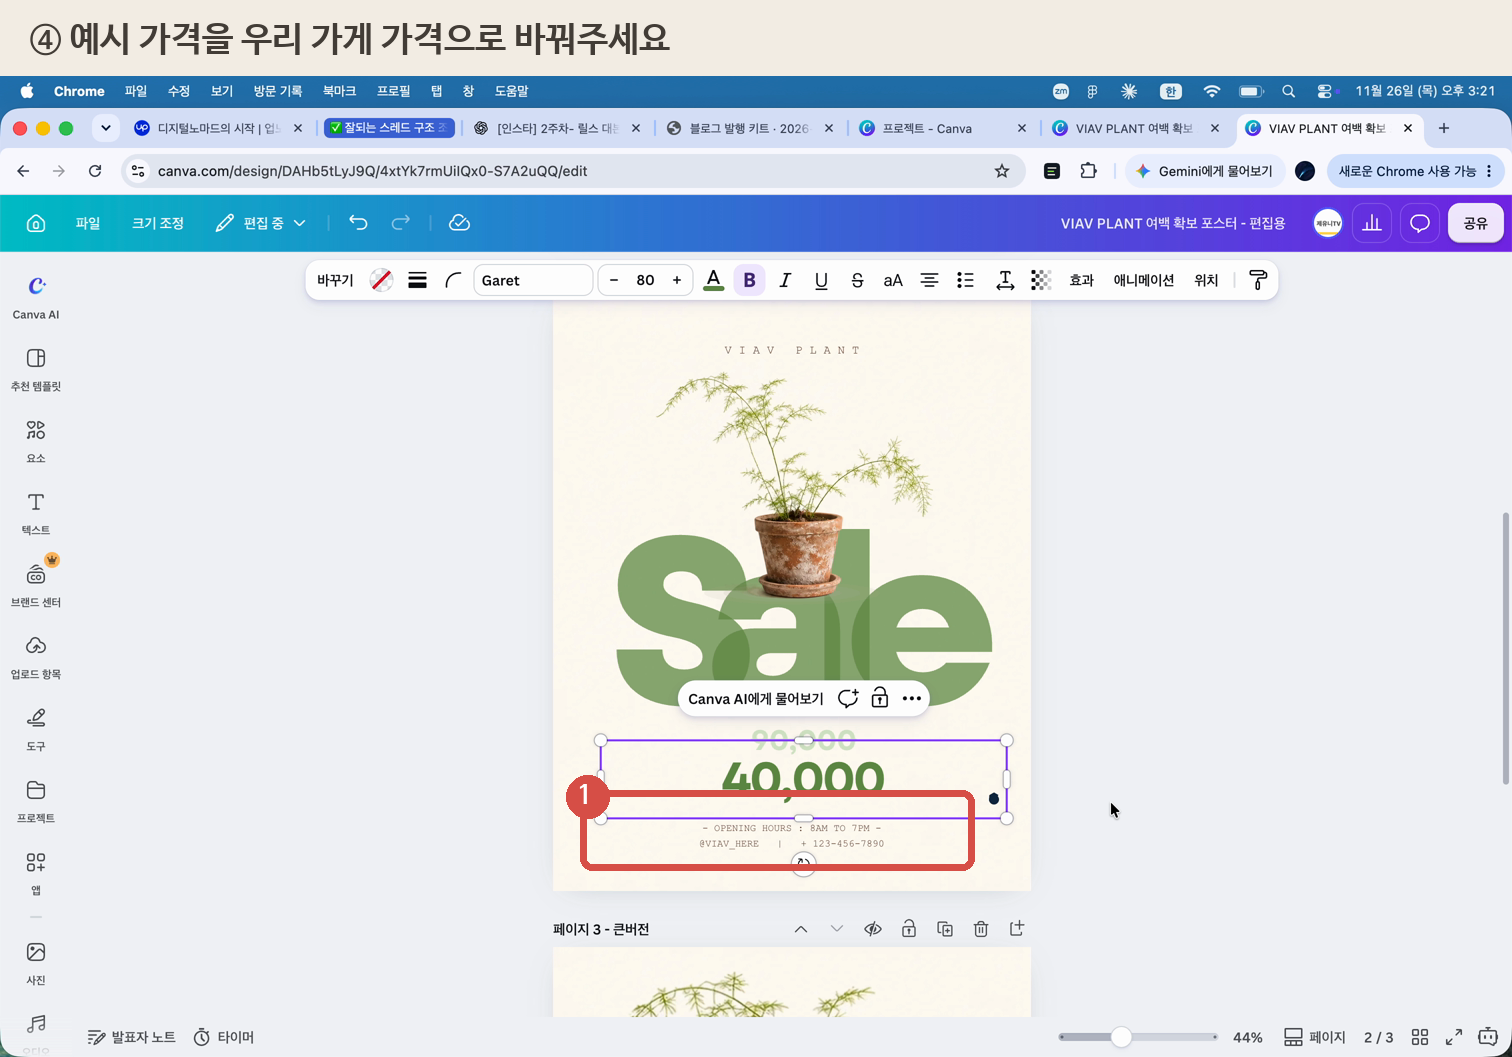 ④ 예시 가격을 우리 가게 가격으로 바꿔주세요
Chrome 파일 수정 보기 방문 기록 북마크 프로필 탭 창 도움말 zm 한 11월 26일 (목) 오후 3:21
디지털노마드의 시작 | 업
✅잘되는 스레드 구조
[인스타] 2주차- 릴스 대
블로그 발행 키트 · 2026
프로젝트 - Canva
VIAV PLANT 여백 확보
VIAV PLANT 여백 확보
canva.com/design/DAHb5tLyJ9Q/4xtYk7rmUilQx0-S7A2uQQ/edit
Gemini에게 물어보기
새로운 Chrome 사용 가능
파일 크기 조정 편집 중
VIAV PLANT 여백 확보 포스터 - 편집용
제유니TV
공유
바꾸기 Garet – 80 + A B I U S aA T 효과 애니메이션 위치
Canva AI
추천 템플릿
요소
텍스트
브랜드 센터
업로드 항목
도구
프로젝트
앱
사진
VIAV PLANT
Sale
Canva AI에게 물어보기
90,000
40,000
1
- OPENING HOURS : 8AM TO 7PM -
@VIAV_HERE | + 123-456-7890
페이지 3 - 큰버전
발표자 노트 타이머
44% 페이지 2 / 3